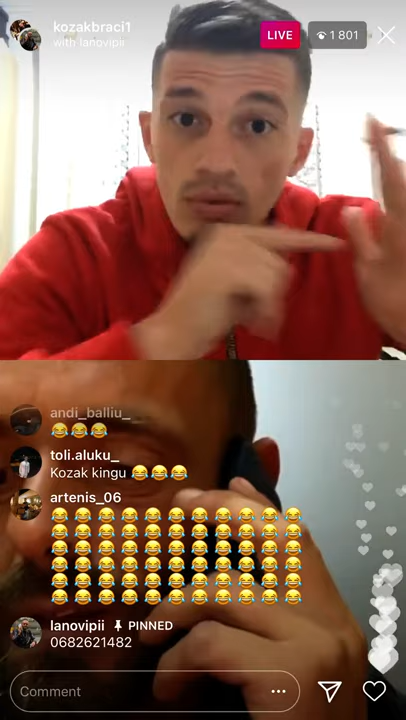 kozakbraci1
with lanovipii
LIVE
1 801
andi_balliu_
😂😂😂
toli.aluku_
Kozak kingu 😂😂😂
artenis_06
😂😂😂😂😂😂😂😂😂😂😂
😂😂😂😂😂😂😂😂😂😂😂
😂😂😂😂😂😂😂😂😂😂😂
😂😂😂😂😂😂😂😂😂😂😂
😂😂😂😂😂😂😂😂😂😂😂
😂😂😂😂😂😂😂😂😂😂😂
lanovipii PINNED
0682621482
Comment